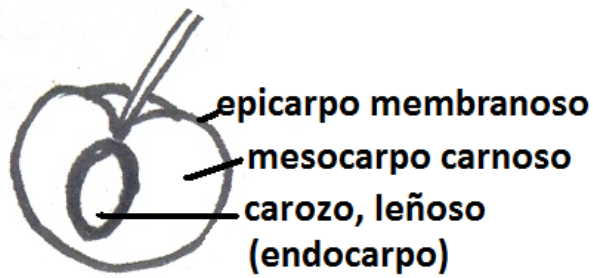 epicarpo membranoso
mesocarpo carnoso
carozo, leñoso
(endocarpo)